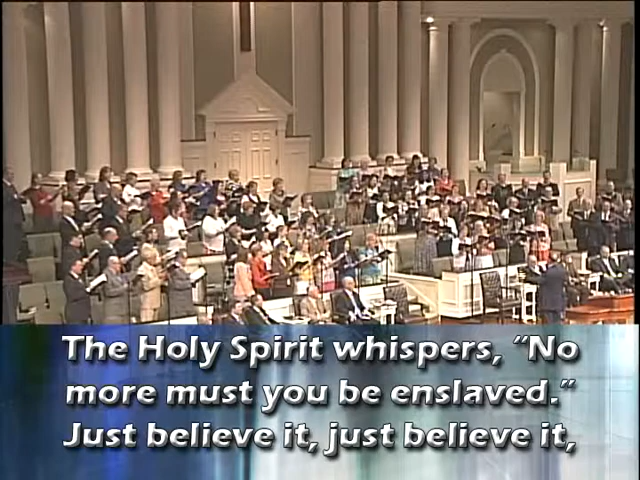 The Holy Spirit whispers, “No
more must you be enslaved.”
Just believe it, just believe it,